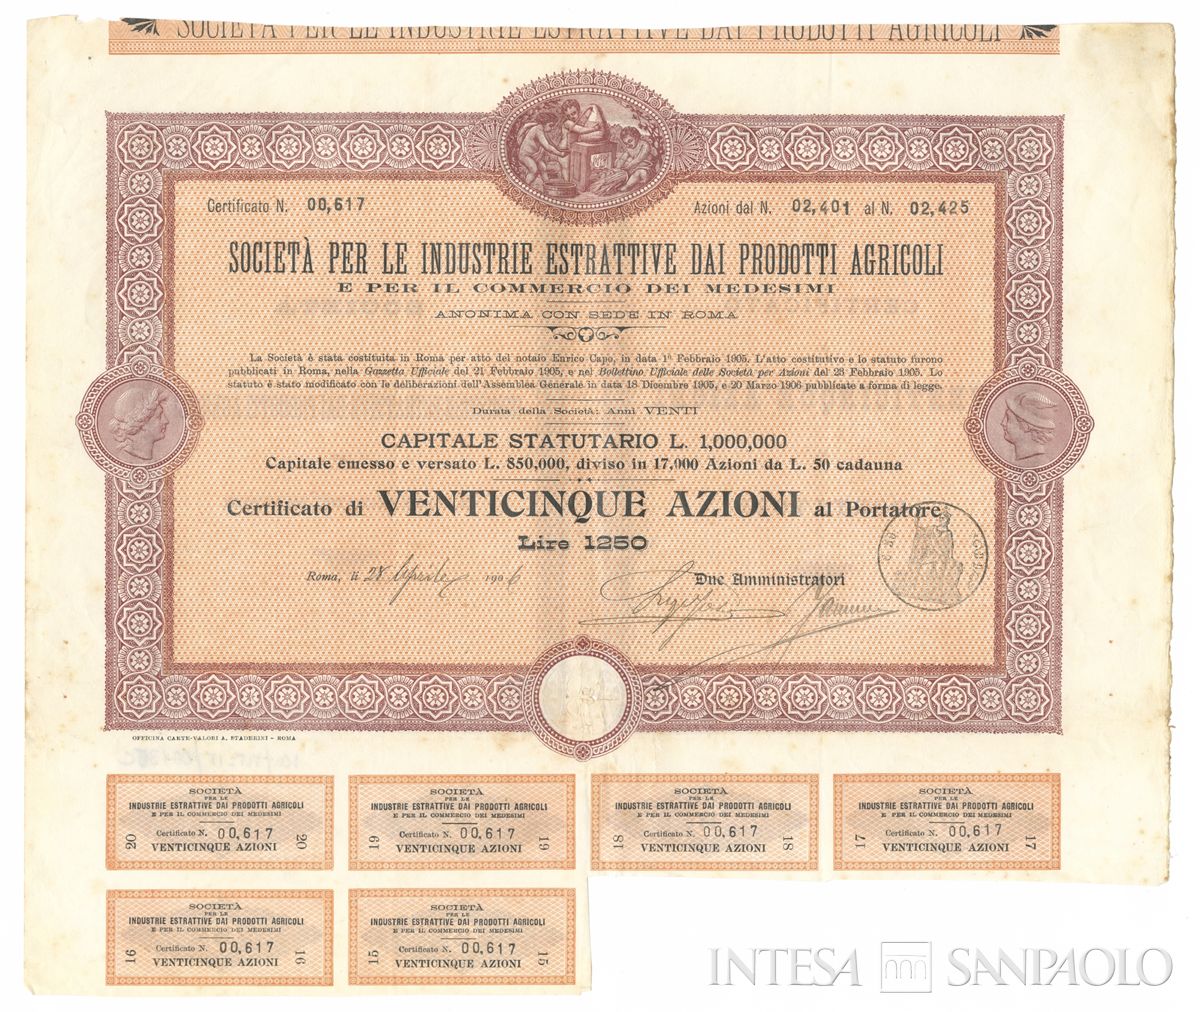 SOCIETÀ PER LE INDUSTRIE ESTRATTIVE DAI PRODOTTI AGRICOLI
Certificato N. 00,617
Azioni dal N. 02,401 al N. 02,425
SOCIETÀ PER LE INDUSTRIE ESTRATTIVE DAI PRODOTTI AGRICOLI
E PER IL COMMERCIO DEI MEDESIMI
ANONIMA CON SEDE IN ROMA
La Società è stata costituita in Roma per atto del notaio Enrico Capo, in data 1° Febbraio 1905. L'atto costitutivo e lo statuto furono
pubblicati in Roma, nella Gazzetta Ufficiale del 21 Febbraio 1905, e nel Bollettino Ufficiale delle Società per Azioni del 23 Febbraio 1905. Lo
statuto è stato modificato con le deliberazioni dell'Assemblea Generale in data 18 Dicembre 1905, e 20 Marzo 1906 pubblicate a forma di legge.
Durata della Società: Anni VENTI
CAPITALE STATUTARIO L. 1,000,000
Capitale emesso e versato L. 850,000, diviso in 17,000 Azioni da L. 50 cadauna
Certificato di VENTICINQUE AZIONI al Portatore
Lire 1250
Roma, li 28 Aprile 1906
Due Amministratori
OFFICINA CARTE-VALORI A. STADERINI - ROMA
SOCIETÀ
PER LE
INDUSTRIE ESTRATTIVE DAI PRODOTTI AGRICOLI
E PER IL COMMERCIO DEI MEDESIMI
Certificato N. 00,617
VENTICINQUE AZIONI
20
20
SOCIETÀ
PER LE
INDUSTRIE ESTRATTIVE DAI PRODOTTI AGRICOLI
E PER IL COMMERCIO DEI MEDESIMI
Certificato N. 00,617
VENTICINQUE AZIONI
19
19
SOCIETÀ
PER LE
INDUSTRIE ESTRATTIVE DAI PRODOTTI AGRICOLI
E PER IL COMMERCIO DEI MEDESIMI
Certificato N. 00,617
VENTICINQUE AZIONI
18
18
SOCIETÀ
PER LE
INDUSTRIE ESTRATTIVE DAI PRODOTTI AGRICOLI
E PER IL COMMERCIO DEI MEDESIMI
Certificato N. 00,617
VENTICINQUE AZIONI
17
17
SOCIETÀ
PER LE
INDUSTRIE ESTRATTIVE DAI PRODOTTI AGRICOLI
E PER IL COMMERCIO DEI MEDESIMI
Certificato N. 00,617
VENTICINQUE AZIONI
16
16
SOCIETÀ
PER LE
INDUSTRIE ESTRATTIVE DAI PRODOTTI AGRICOLI
E PER IL COMMERCIO DEI MEDESIMI
Certificato N. 00,617
VENTICINQUE AZIONI
15
15
INTESA SANPAOLO